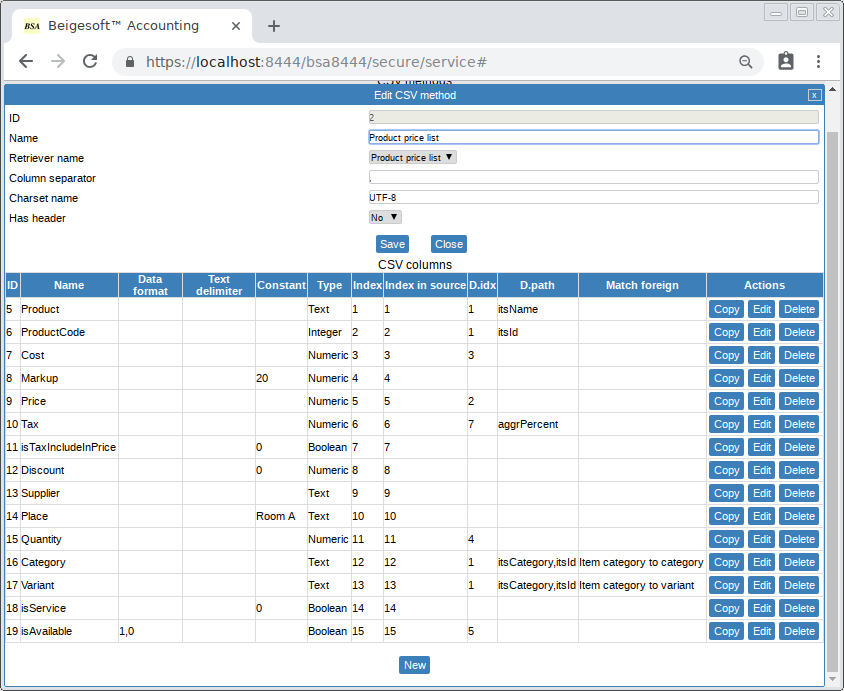 BSA Beigesoft™ Accounting
https://localhost:8444/bsa8444/secure/service#
CSV methods
Edit CSV method x
ID 2
Name Product price list
Retriever name Product price list
Column separator ,
Charset name UTF-8
Has header No
Save Close
CSV columns
ID Name Data format Text delimiter Constant Type Index Index in source D.idx D.path Match foreign Actions
5 Product Text 1 1 1 itsName Copy Edit Delete
6 ProductCode Integer 2 2 1 itsId Copy Edit Delete
7 Cost Numeric 3 3 3 Copy Edit Delete
8 Markup 20 Numeric 4 4 Copy Edit Delete
9 Price Numeric 5 5 2 Copy Edit Delete
10 Tax Numeric 6 6 7 aggrPercent Copy Edit Delete
11 isTaxIncludeInPrice 0 Boolean 7 7 Copy Edit Delete
12 Discount 0 Numeric 8 8 Copy Edit Delete
13 Supplier Text 9 9 Copy Edit Delete
14 Place Room A Text 10 10 Copy Edit Delete
15 Quantity Numeric 11 11 4 Copy Edit Delete
16 Category Text 12 12 1 itsCategory,itsId Item category to category Copy Edit Delete
17 Variant Text 13 13 1 itsCategory,itsId Item category to variant Copy Edit Delete
18 isService 0 Boolean 14 14 Copy Edit Delete
19 isAvailable 1,0 Boolean 15 15 5 Copy Edit Delete
New